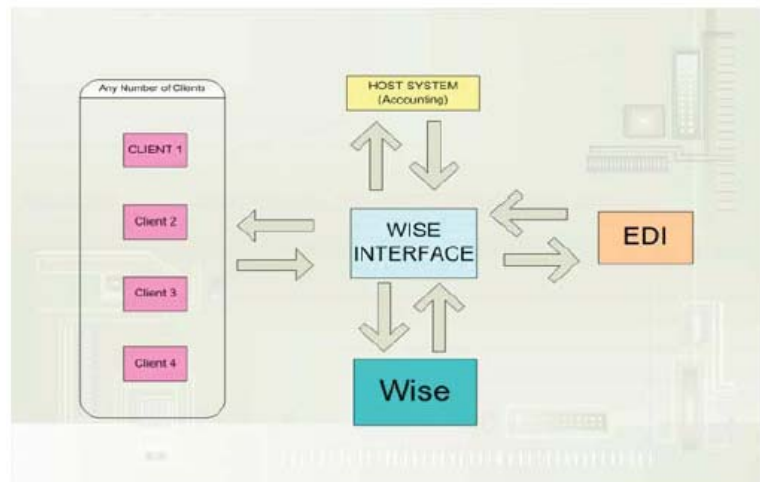 Any Number of Clients
CLIENT 1
Client 2
Client 3
Client 4
HOST SYSTEM
(Accounting)
WISE
INTERFACE
EDI
Wise